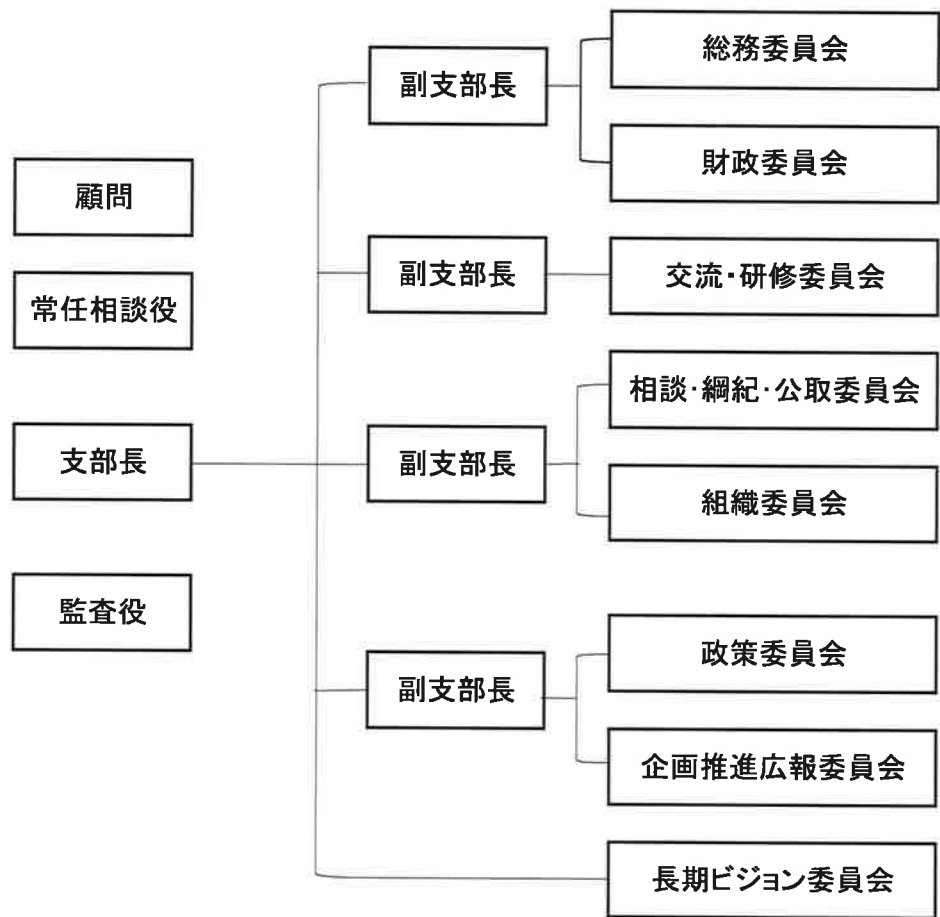 顧問
常任相談役
支部長
監査役
副支部長
総務委員会
財政委員会
副支部長
交流・研修委員会
副支部長
相談・綱紀・公取委員会
組織委員会
副支部長
政策委員会
企画推進広報委員会
長期ビジョン委員会